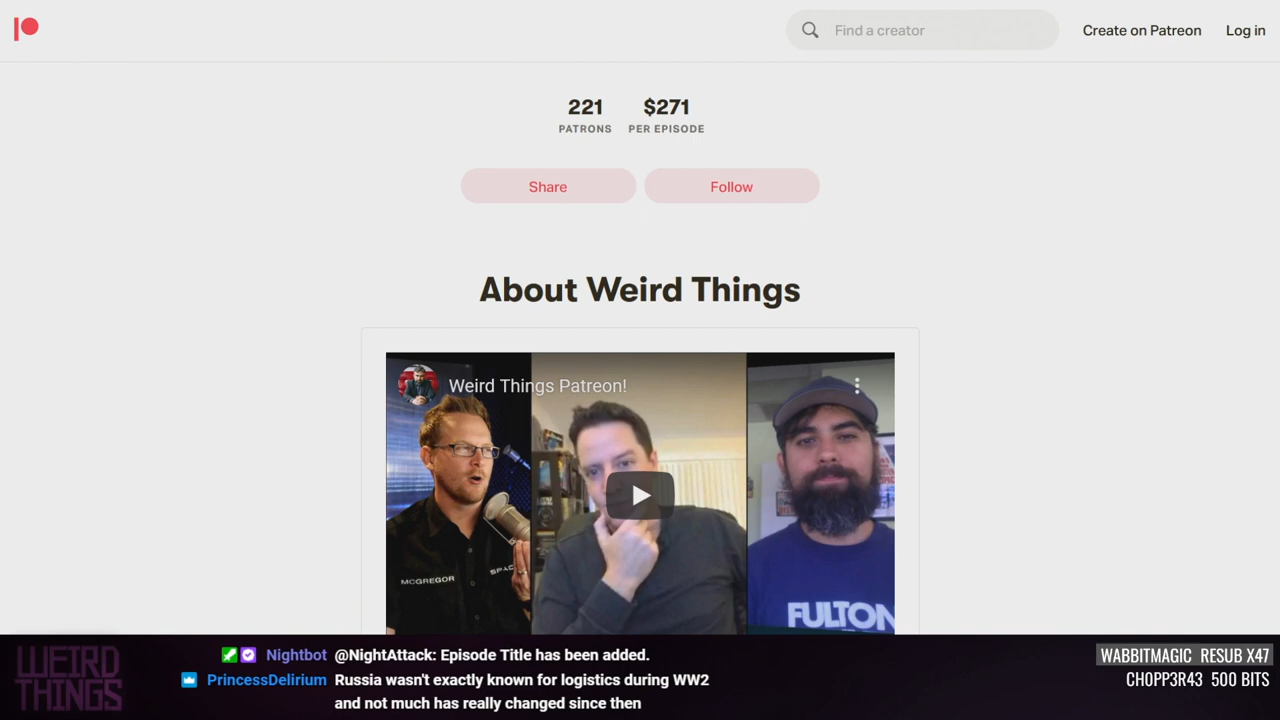 Find a creator
Create on Patreon
Log in
221
$271
PATRONS
PER EPISODE
Share
Follow
About Weird Things
Weird Things Patreon!
MCGREGOR
SPAC
FULTON
WEIRD
THINGS
Nightbot @NightAttack: Episode Title has been added.
PrincessDelirium Russia wasn't exactly known for logistics during WW2
and not much has really changed since then
WABBITMAGIC RESUB X47
CHOPP3R43 500 BITS